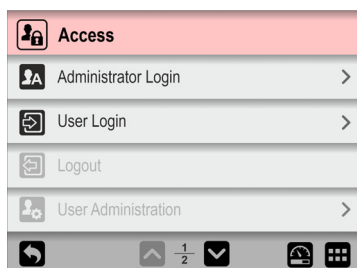 Access
Administrator Login
User Login
Logout
User Administration
1
2